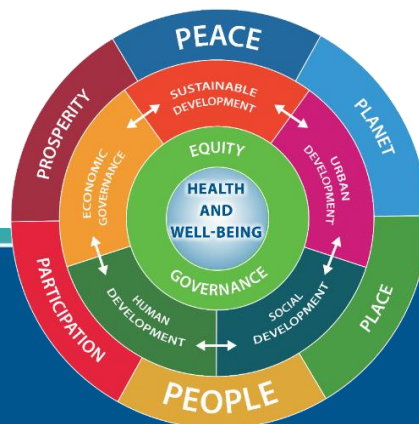 PEACE
PLANET
PLACE
PEOPLE
PARTICIPATION
PROSPERITY
SUSTAINABLE
DEVELOPMENT
URBAN
DEVELOPMENT
SOCIAL
DEVELOPMENT
HUMAN
DEVELOPMENT
ECONOMIC
GOVERNANCE
EQUITY
GOVERNANCE
HEALTH
AND
WELL-BEING